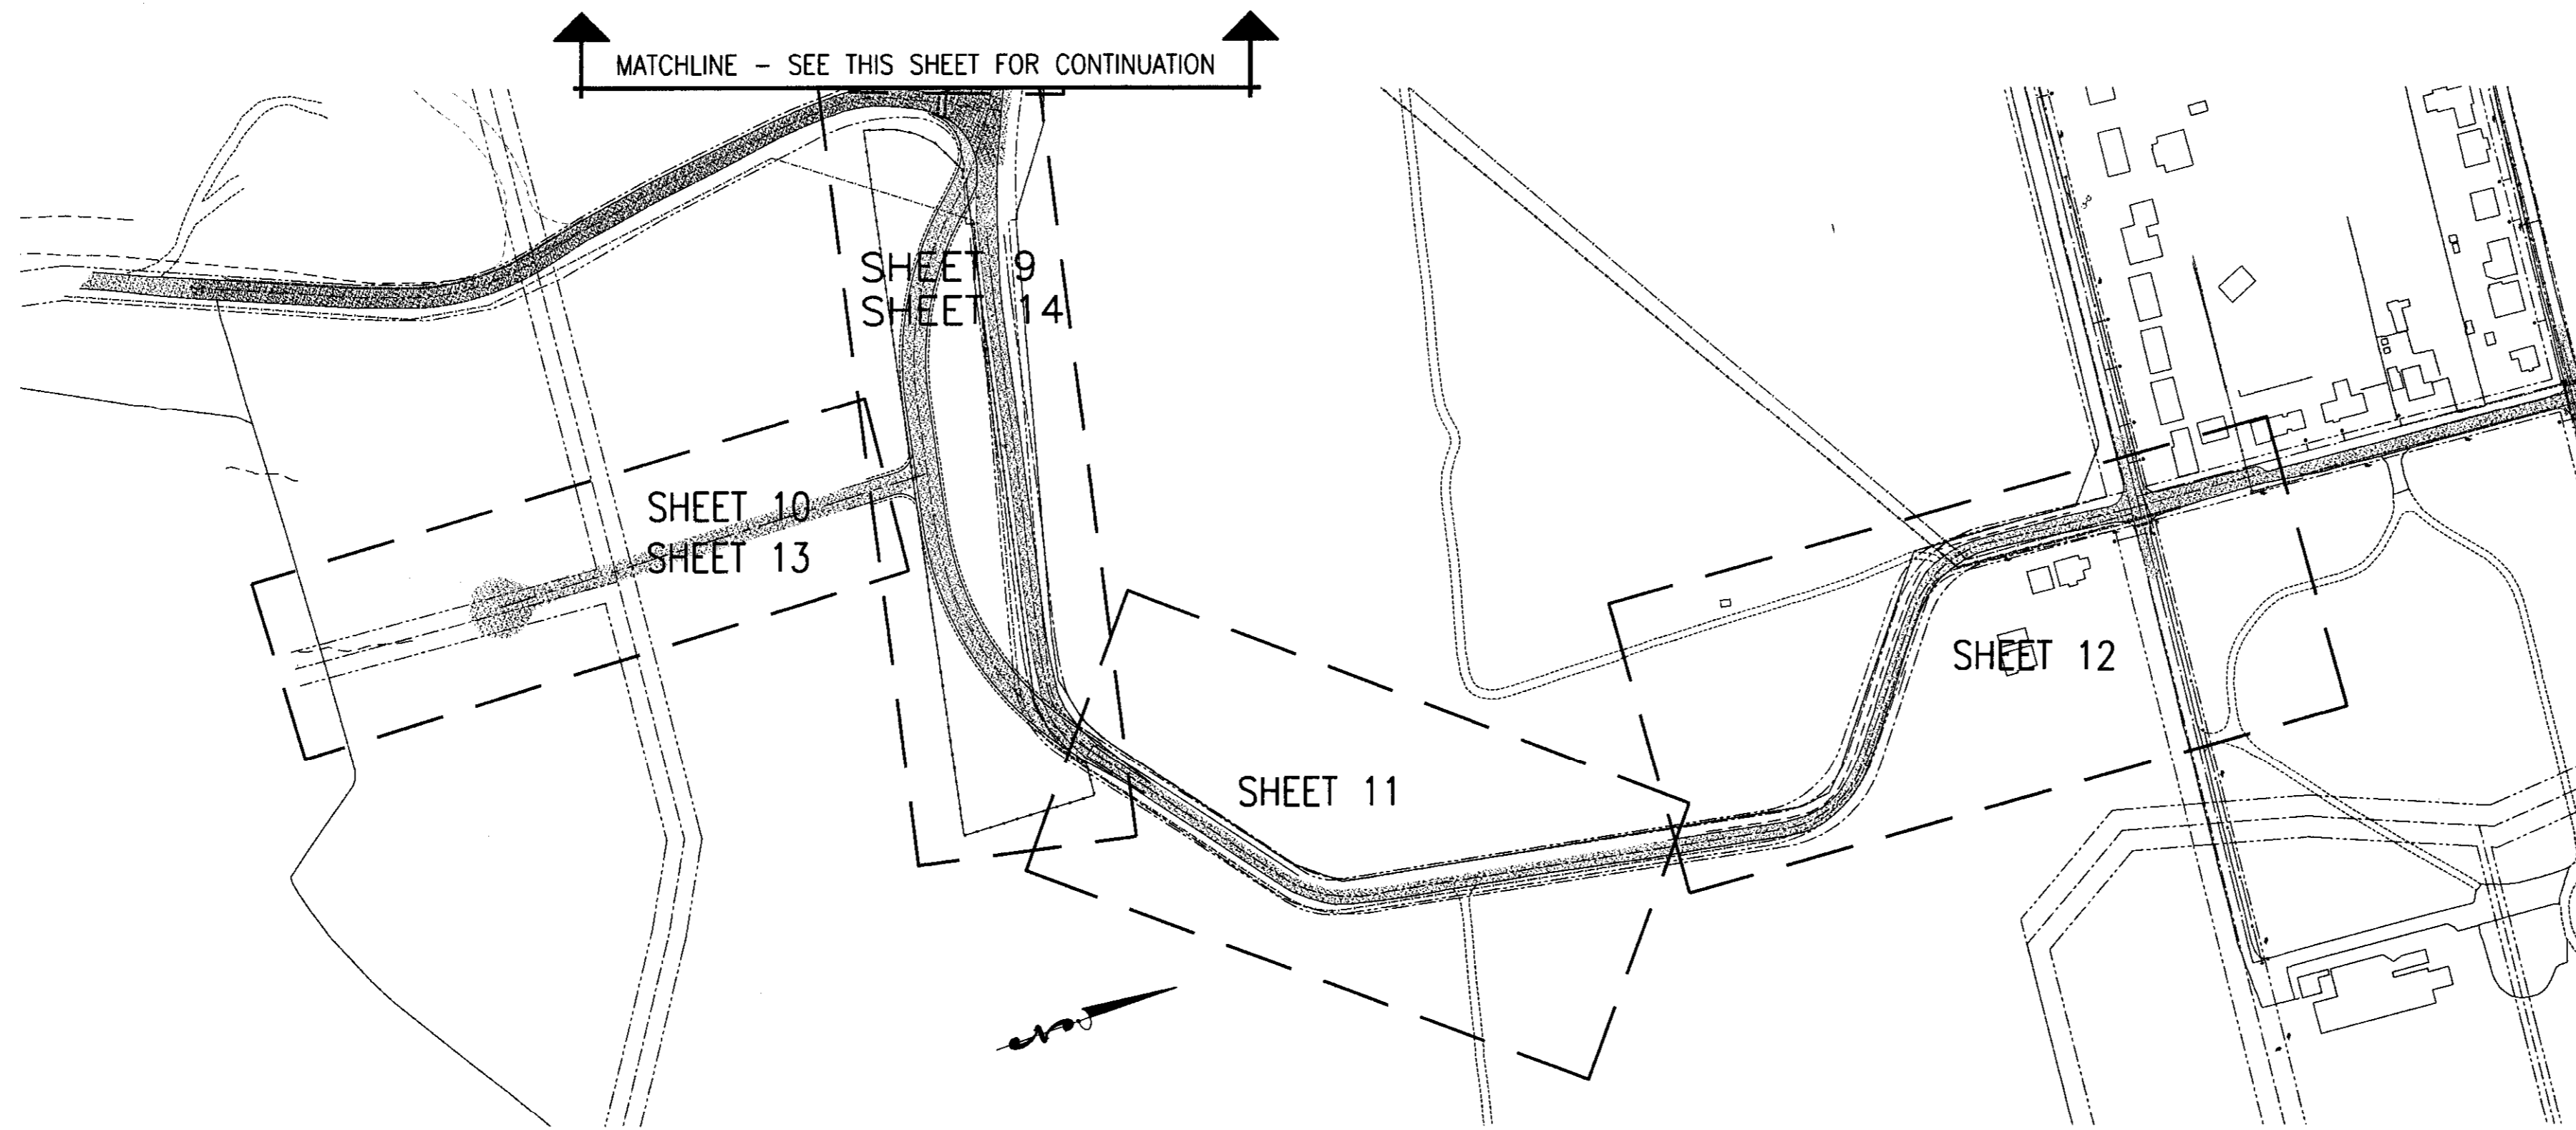 MATCHLINE - SEE THIS SHEET FOR CONTINUATION
SHEET 9
SHEET 14
SHEET 10
SHEET 13
SHEET 12
SHEET 11
N